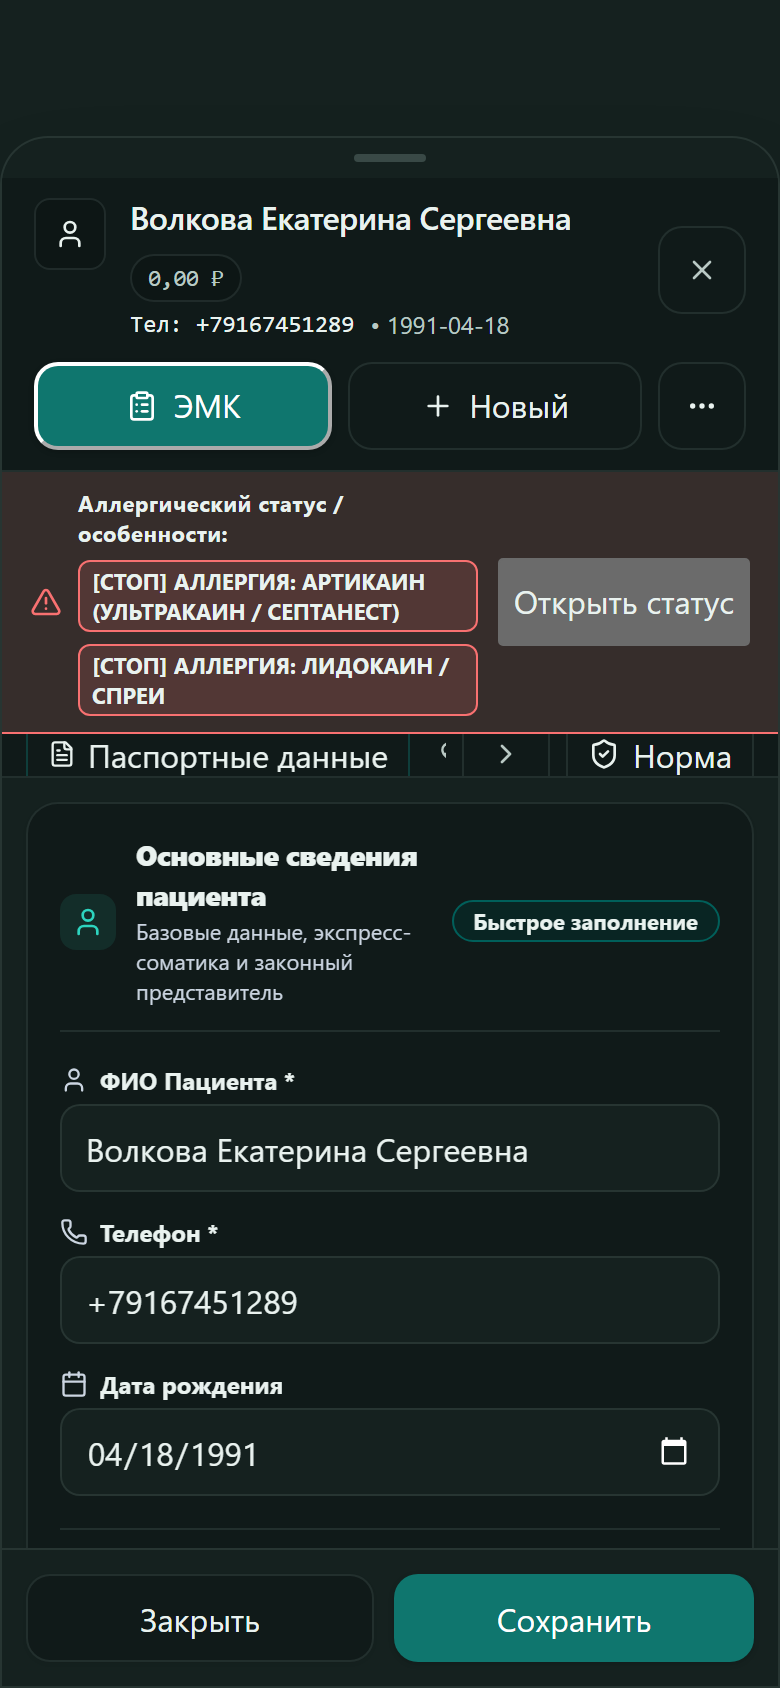 Волкова Екатерина Сергеевна
0,00 ₽
Тел: +79167451289 • 1991-04-18
ЭМК
Новый
Аллергический статус /
особенности:
[СТОП] АЛЛЕРГИЯ: АРТИКАИН
(УЛЬТРАКАИН / СЕПТАНЕСТ)
[СТОП] АЛЛЕРГИЯ: ЛИДОКАИН /
СПРЕИ
Открыть статус
Паспортные данные
Норма
Основные сведения
пациента
Базовые данные, экспресс-
соматика и законный
представитель
Быстрое заполнение
ФИО Пациента *
Волкова Екатерина Сергеевна
Телефон *
+79167451289
Дата рождения
04/18/1991
Закрыть
Сохранить